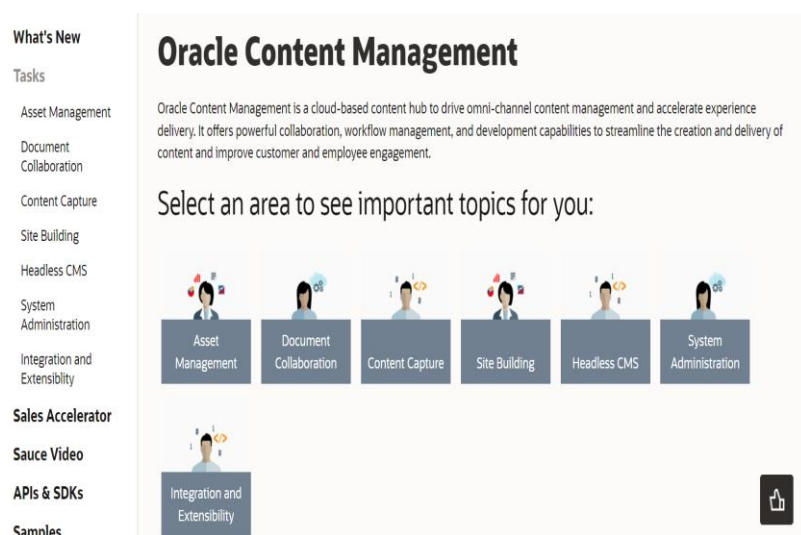 What's New
Tasks
Asset Management
Document
Collaboration
Content Capture
Site Building
Headless CMS
System
Administration
Integration and
Extensiblity
Sales Accelerator
Sauce Video
APIs & SDKs
Samples
Oracle Content Management
Oracle Content Management is a cloud-based content hub to drive omni-channel content management and accelerate experience
delivery. It offers powerful collaboration, workflow management, and development capabilities to streamline the creation and delivery of
content and improve customer and employee engagement.
Select an area to see important topics for you:
Asset
Management
Document
Collaboration
Content Capture
Site Building
Headless CMS
System
Administration
Integration and
Extensibility